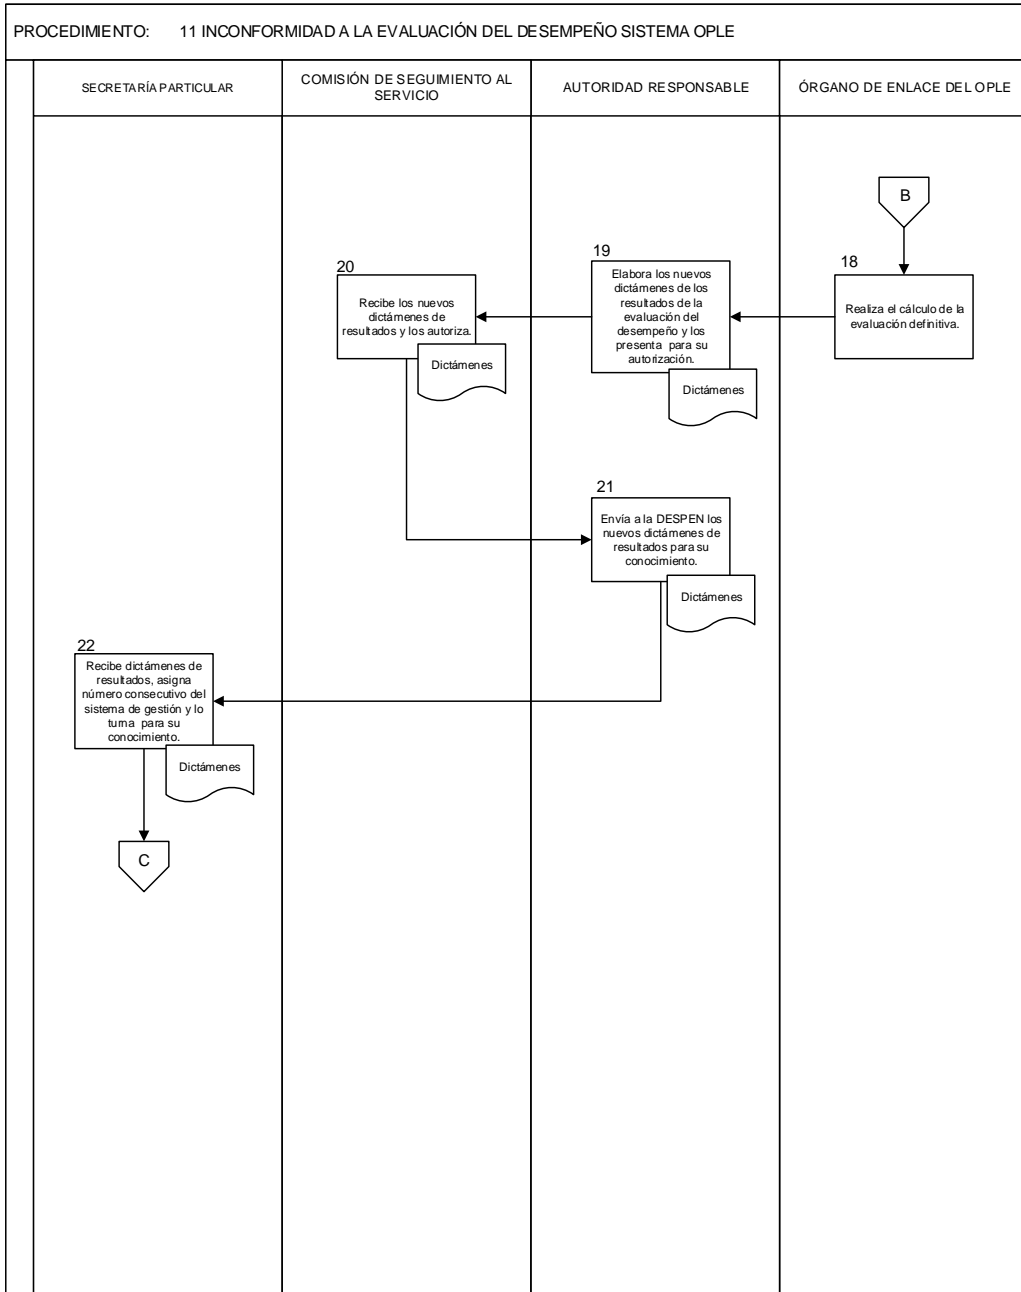 PROCEDIMIENTO: 11 INCONFORMIDAD A LA EVALUACIÓN DEL DESEMPEÑO SISTEMA OPLE
SECRETARÍA PARTICULAR
COMISIÓN DE SEGUIMIENTO AL
SERVICIO
AUTORIDAD RESPONSABLE
ÓRGANO DE ENLACE DEL OPLE
B
18
Realiza el cálculo de la
evaluación definitiva.
19
Elabora los nuevos
dictámenes de los
resultados de la
evaluación del
desempeño y los
presenta para su
autorización.
Dictámenes
20
Recibe los nuevos
dictámenes de
resultados y los autoriza.
Dictámenes
21
Envía a la DESPEN los
nuevos dictámenes de
resultados para su
conocimiento.
Dictámenes
22
Recibe dictámenes de
resultados, asigna
número consecutivo del
sistema de gestión y lo
turna para su
conocimiento.
Dictámenes
C